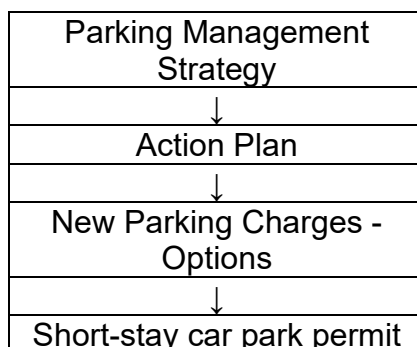 Parking Management
Strategy
↓
Action Plan
↓
New Parking Charges -
Options
↓
Short-stay car park permit